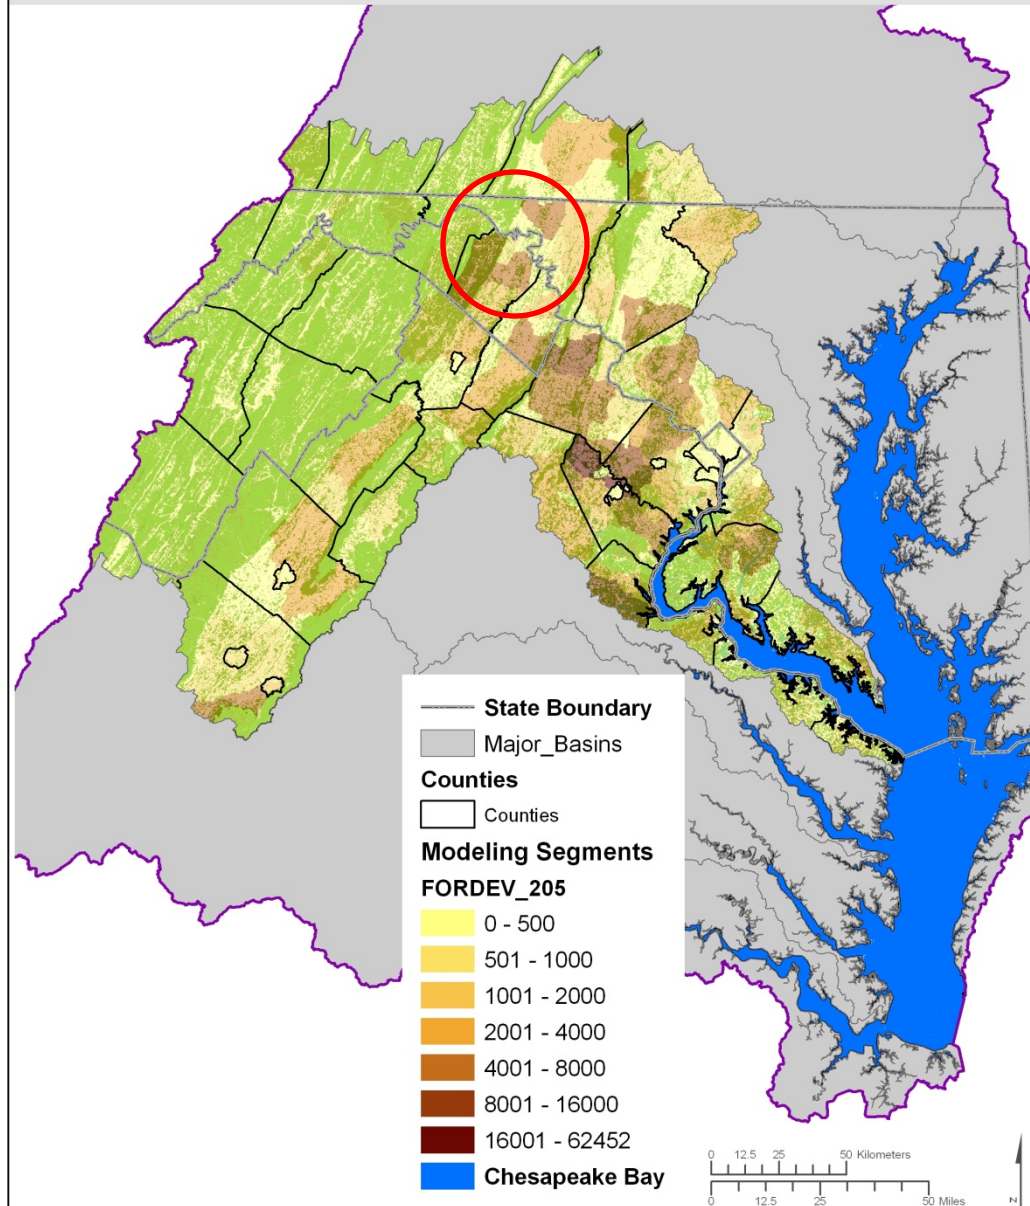 State Boundary
Major_Basins
Counties
Counties
Modeling Segments
FORDEV_205
0 - 500
501 - 1000
1001 - 2000
2001 - 4000
4001 - 8000
8001 - 16000
16001 - 62452
Chesapeake Bay
0 12.5 25 50 Kilometers
0 12.5 25 50 Miles
N